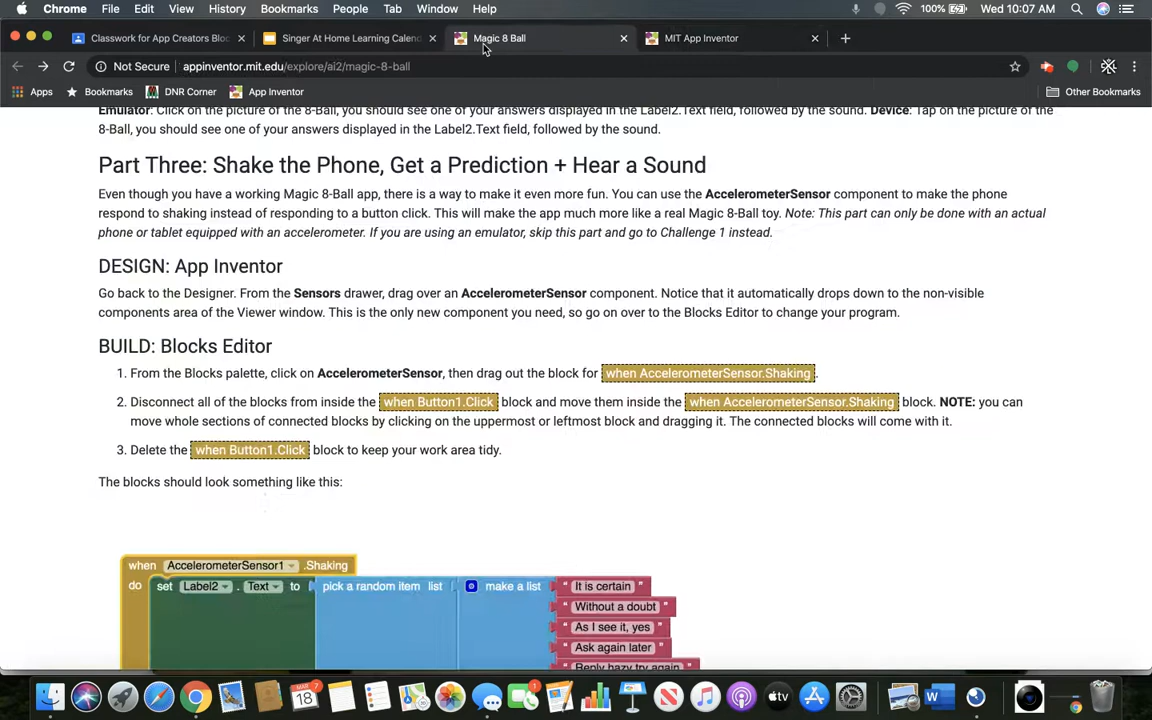 Chrome File Edit View History Bookmarks People Tab Window Help 100% Wed 10:07 AM
Classwork for App Creators Blo Singer At Home Learning Calend Magic 8 Ball MIT App Inventor
Not Secure appinventor.mit.edu/explore/ai2/magic-8-ball
Apps Bookmarks DNR Corner App Inventor Other Bookmarks
Emulator: Click on the picture of the 8-Ball, you should see one of your answers displayed in the Label2.Text field, followed by the sound. Device: Tap on the picture of the
8-Ball, you should see one of your answers displayed in the Label2.Text field, followed by the sound.
Part Three: Shake the Phone, Get a Prediction + Hear a Sound
Even though you have a working Magic 8-Ball app, there is a way to make it even more fun. You can use the AccelerometerSensor component to make the phone
respond to shaking instead of responding to a button click. This will make the app much more like a real Magic 8-Ball toy. Note: This part can only be done with an actual
phone or tablet equipped with an accelerometer. If you are using an emulator, skip this part and go to Challenge 1 instead.
DESIGN: App Inventor
Go back to the Designer. From the Sensors drawer, drag over an AccelerometerSensor component. Notice that it automatically drops down to the non-visible
components area of the Viewer window. This is the only new component you need, so go on over to the Blocks Editor to change your program.
BUILD: Blocks Editor
1. From the Blocks palette, click on AccelerometerSensor, then drag out the block for when AccelerometerSensor.Shaking.
2. Disconnect all of the blocks from inside the when Button1.Click block and move them inside the when AccelerometerSensor.Shaking block. NOTE: you can
move whole sections of connected blocks by clicking on the uppermost or leftmost block and dragging it. The connected blocks will come with it.
3. Delete the when Button1.Click block to keep your work area tidy.
The blocks should look something like this:
when AccelerometerSensor1 .Shaking
do set Label2 . Text to pick a random item list make a list " It is certain "
" Without a doubt "
" As I see it, yes "
" Ask again later "
" Reply hazy try again "
MAR 18
7
1
tv